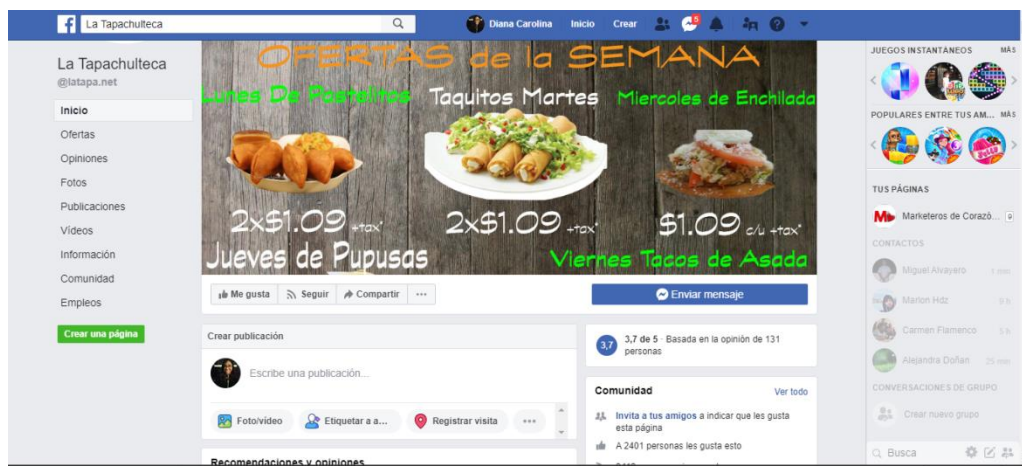 La Tapachulteca
Diana Carolina
Inicio
Crear
5
La Tapachulteca
@latapa.net
Inicio
Ofertas
Opiniones
Fotos
Publicaciones
Vídeos
Información
Comunidad
Empleos
Crear una página
OFERTAS de la SEMANA
Lunes De Pastelitos
Taquitos Martes
Miercoles de Enchilada
2x$1.09 +tax*
2x$1.09 +tax*
$1.09 c/u +tax*
Jueves de Pupusas
Viernes Tacos de Asada
Me gusta
Seguir
Compartir
Enviar mensaje
Crear publicación
Escribe una publicación...
Foto/vídeo
Etiquetar a a...
Registrar visita
Recomendaciones y opiniones
3,7
3,7 de 5 · Basada en la opinión de 131
personas
Comunidad
Ver todo
Invita a tus amigos a indicar que les gusta
esta página
A 2401 personas les gusta esto
JUEGOS INSTANTÁNEOS
MÁS
POPULARES ENTRE TUS AM...
MÁS
TUS PÁGINAS
Marketeros de Corazó...
CONTACTOS
Miguel Alvayero
1 min
Marion Hdz
Carmen Flamenco
5 h
Alejandra Doñan
25 min
CONVERSACIONES DE GRUPO
Crear nuevo grupo
Busca